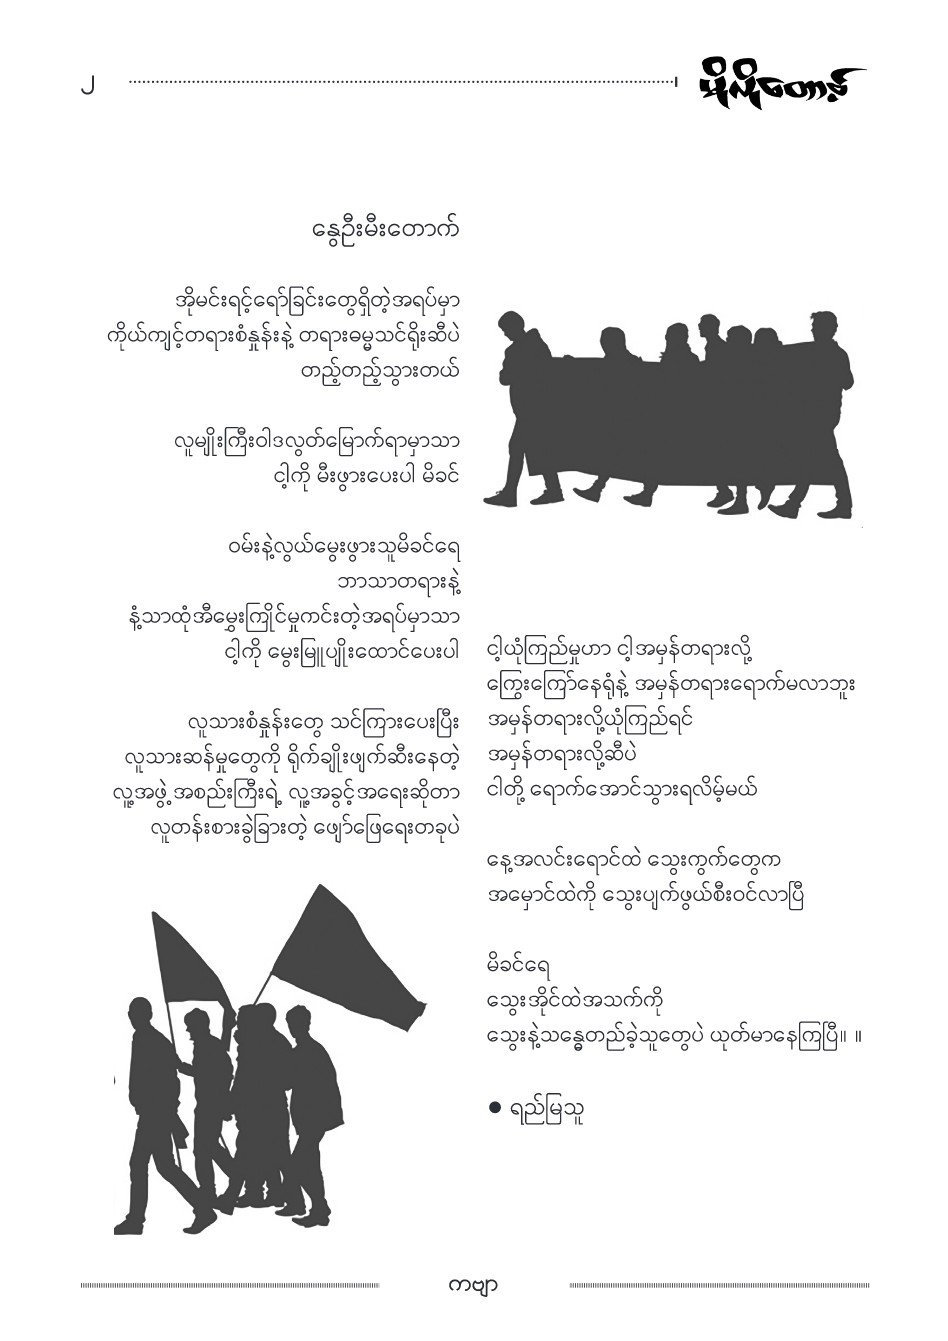 ၂
မိုလိုတောန့်
နွေဦးမီးတောက်
အိုမင်းရင့်ရော်ခြင်းတွေရှိတဲ့အရပ်မှာ
ကိုယ်ကျင့်တရားစံနှုန်းနဲ့ တရားဓမ္မသင်ရိုးဆီပဲ
တည့်တည့်သွားတယ်
လူမျိုးကြီးဝါဒလွတ်မြောက်ရာမှာသာ
ငါ့ကို မီးဖွားပေးပါ မိခင်
ဝမ်းနဲ့လွယ်မွေးဖွားသူမိခင်ရေ
ဘာသာတရားနဲ့
နံ့သာထုံအီမွှေးကြိုင်မှုကင်းတဲ့အရပ်မှာသာ
ငါ့ကို မွေးမြူပျိုးထောင်ပေးပါ
လူသားစံနှုန်းတွေ သင်ကြားပေးပြီး
လူသားဆန်မှုတွေကို ရိုက်ချိုးဖျက်ဆီးနေတဲ့
လူ့အဖွဲ့အစည်းကြီးရဲ့ လူ့အခွင့်အရေးဆိုတာ
လူတန်းစားခွဲခြားတဲ့ ဖျော်ဖြေရေးတခုပဲ
ငါ့ယုံကြည်မှုဟာ ငါ့အမှန်တရားလို့
ကြွေးကြော်နေရုံနဲ့ အမှန်တရားရောက်မလာဘူး
အမှန်တရားလို့ယုံကြည်ရင်
အမှန်တရားလို့ဆီပဲ
ငါတို့ ရောက်အောင်သွားရလိမ့်မယ်
နေ့အလင်းရောင်ထဲ သွေးကွက်တွေက
အမှောင်ထဲကို သွေးပျက်ဖွယ်စီးဝင်လာပြီ
မိခင်ရေ
သွေးအိုင်ထဲအသက်ကို
သွေးနဲ့သန္ဓေတည်ခဲ့သူတွေပဲ ယုတ်မာနေကြပြီ။ ။
● ရည်မြသူ
ကဗျာ